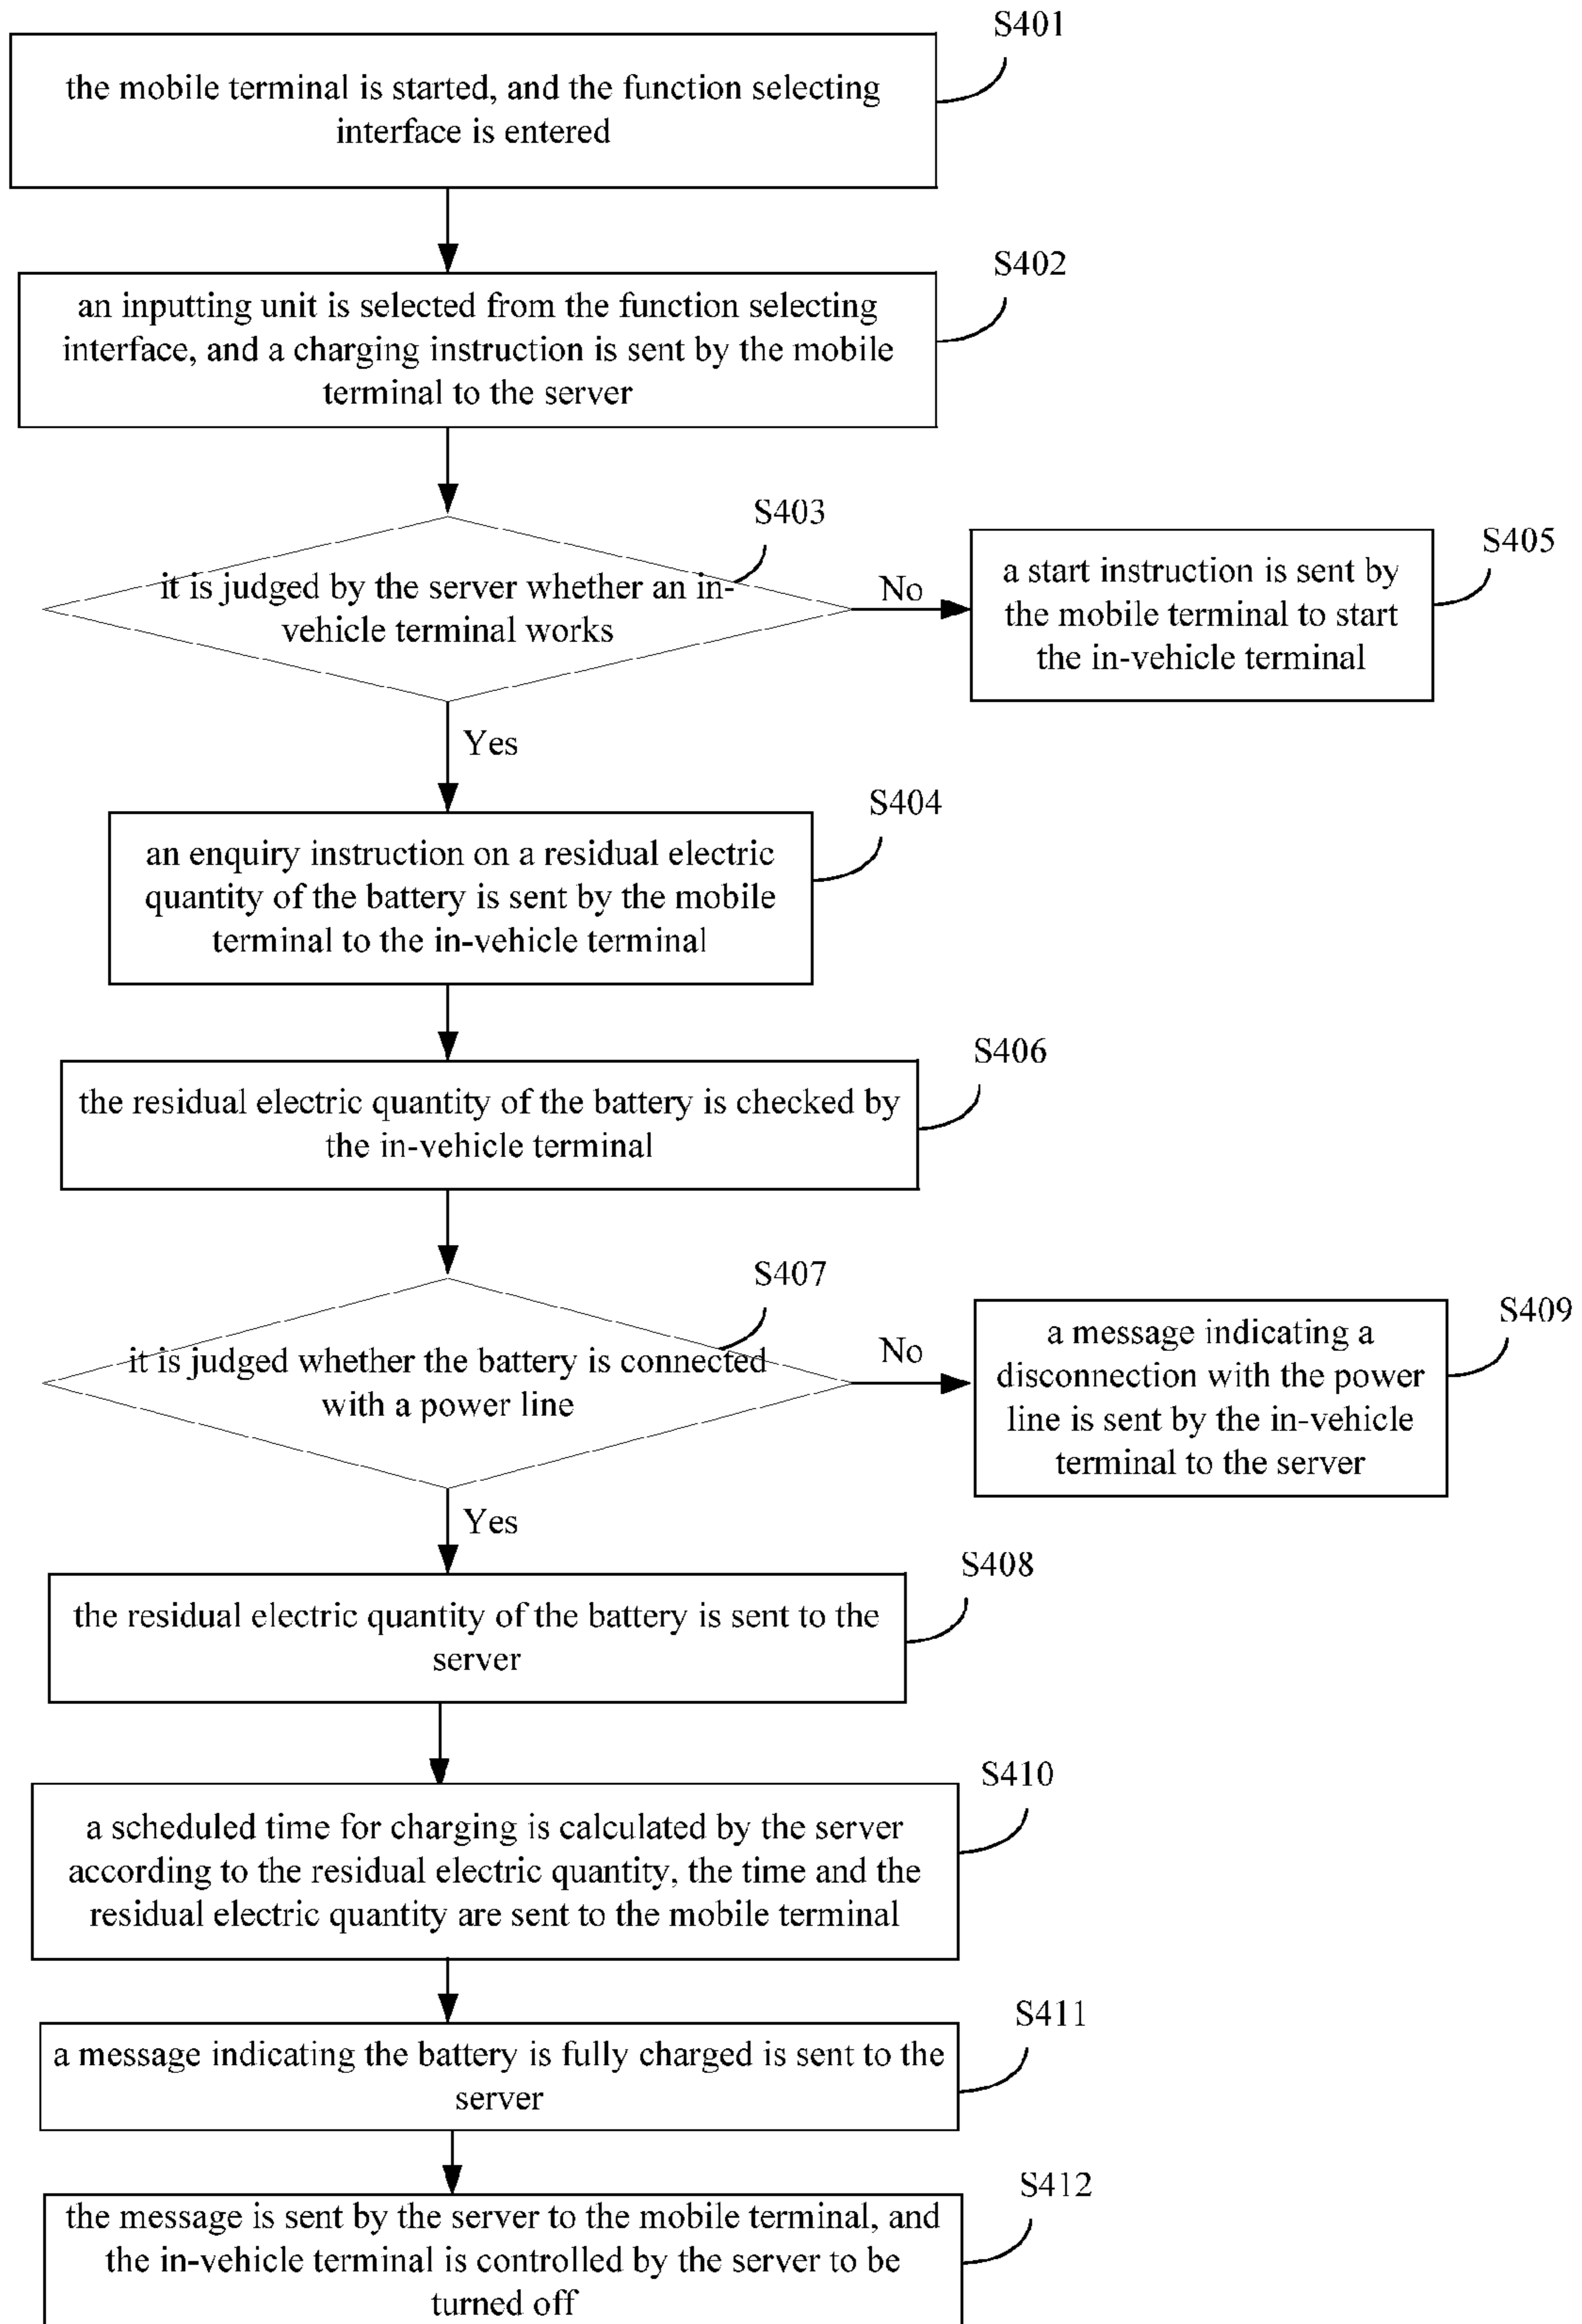 S401
the mobile terminal is started, and the function selecting
interface is entered
S402
an inputting unit is selected from the function selecting
interface, and a charging instruction is sent by the mobile
terminal to the server
S403
it is judged by the server whether an in-
vehicle terminal works
No
S405
a start instruction is sent by
the mobile terminal to start
the in-vehicle terminal
Yes
S404
an enquiry instruction on a residual electric
quantity of the battery is sent by the mobile
terminal to the in-vehicle terminal
S406
the residual electric quantity of the battery is checked by
the in-vehicle terminal
S407
it is judged whether the battery is connected
with a power line
No
S409
a message indicating a
disconnection with the power
line is sent by the in-vehicle
terminal to the server
Yes
S408
the residual electric quantity of the battery is sent to the
server
S410
a scheduled time for charging is calculated by the server
according to the residual electric quantity, the time and the
residual electric quantity are sent to the mobile terminal
S411
a message indicating the battery is fully charged is sent to the
server
S412
the message is sent by the server to the mobile terminal, and
the in-vehicle terminal is controlled by the server to be
turned off